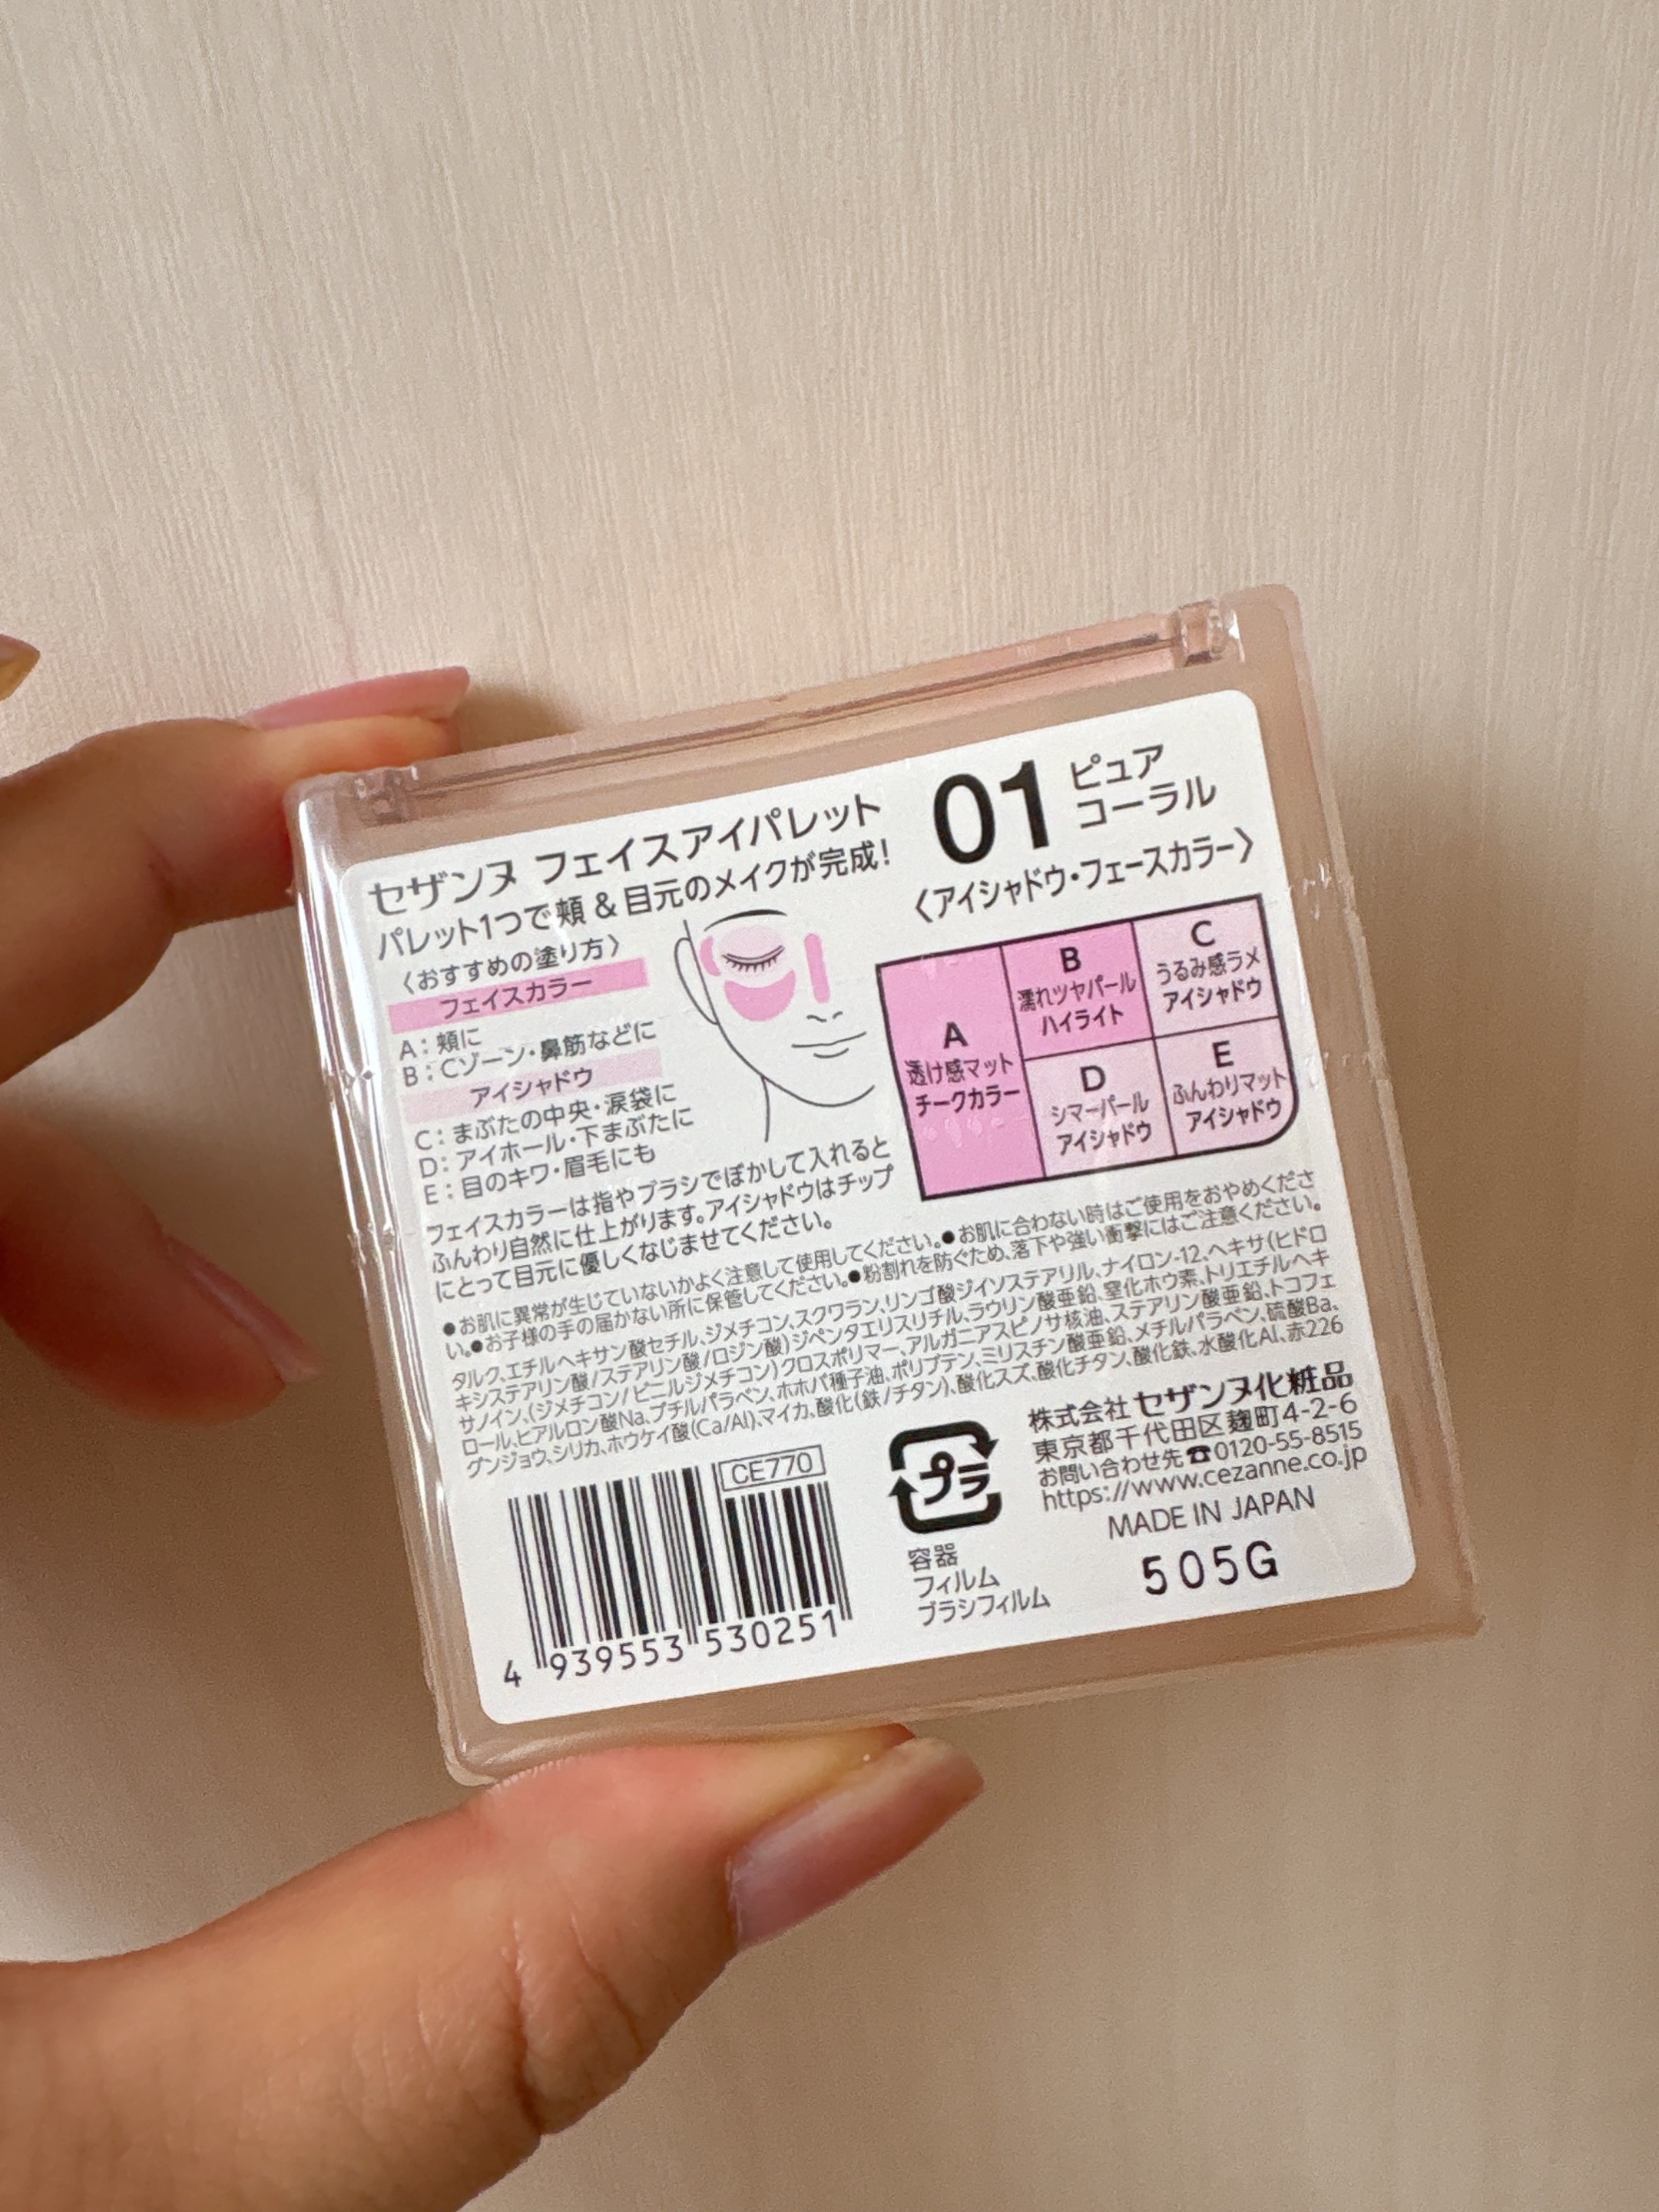 セザンヌ フェイスアイパレット
パレット1つで頬&目元のメイクが完成!
〈おすすめの塗り方〉
フェイスカラー
A：頬に
B：Cゾーン・鼻筋などに
アイシャドウ
C：まぶたの中央・涙袋に
D：アイホール・下まぶたに
E：目のキワ・眉毛にも
フェイスカラーは指やブラシでぼかして入れると
ふんわり自然に仕上がります。アイシャドウはチップ
にとって目元に優しくなじませてください。
01 ピュア
コーラル
〈アイシャドウ・フェースカラー〉
A
透け感マット
チークカラー
B
濡れツヤパール
ハイライト
C
うるみ感ラメ
アイシャドウ
D
シマーパール
アイシャドウ
E
ふんわりマット
アイシャドウ
●お肌に異常が生じていないかよく注意して使用してください。●お肌に合わない時はご使用をおやめくださ
い。●お子様の手の届かない所に保管してください。●粉割れを防ぐため、落下や強い衝撃にはご注意ください。
タルク、エチルヘキサン酸セチル、ジメチコン、スクワラン、リンゴ酸ジイソステアリル、ナイロン-12、ヘキサ(ヒドロ
キシステアリン酸/ステアリン酸/ロジン酸)ジペンタエリスリチル、ラウリン酸亜鉛、窒化ホウ素、トリエチルヘキ
サノイン、(ジメチコン/ビニルジメチコン)クロスポリマー、アルガニアスピノサ核油、ステアリン酸亜鉛、トコフェ
ロール、ヒアルロン酸Na、ブチルパラベン、ホホバ種子油、ポリブテン、ミリスチン酸亜鉛、メチルパラベン、硫酸Ba、
グンジョウ、シリカ、ホウケイ酸(Ca/Al)、マイカ、酸化(鉄/チタン)、酸化スズ、酸化チタン、酸化鉄、水酸化Al、赤226
CE770
4 939553 530251
プラ
容器
フィルム
ブラシフィルム
株式会社 セザンヌ化粧品
東京都千代田区麹町4-2-6
お問い合わせ先☎0120-55-8515
https://www.cezanne.co.jp
MADE IN JAPAN
505G